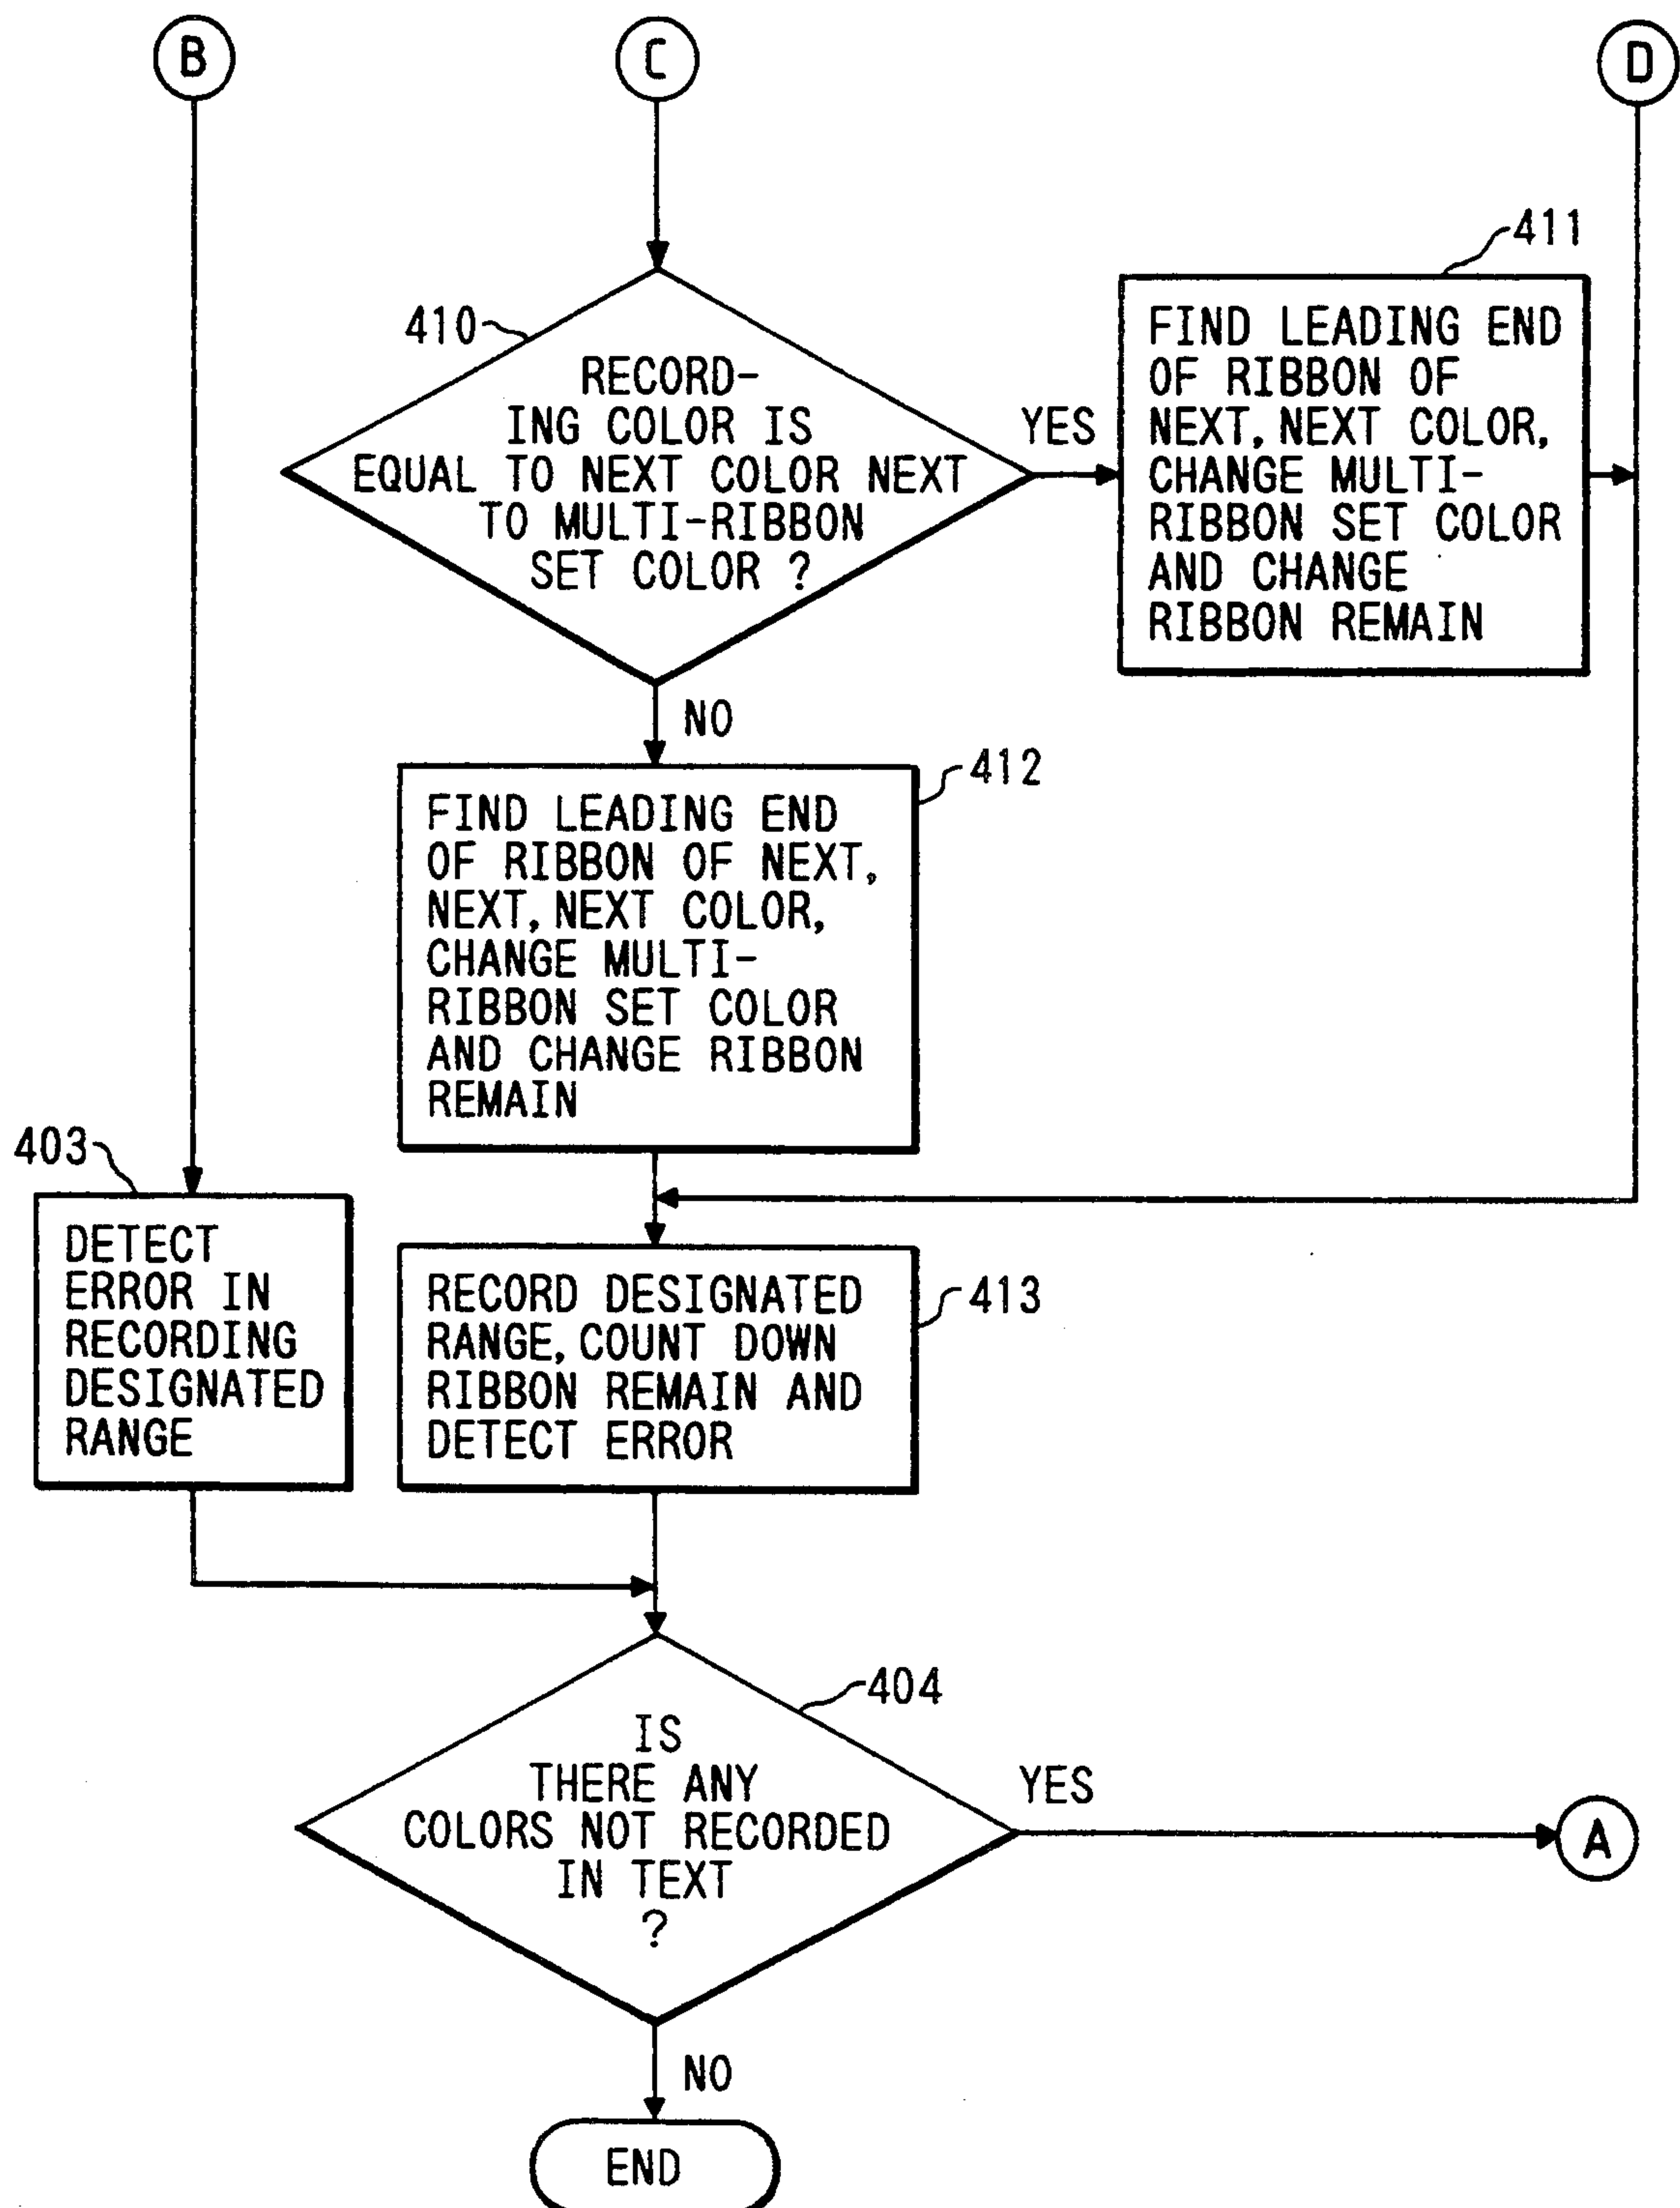 B
C
D
411
410
RECORD-
ING COLOR IS
EQUAL TO NEXT COLOR NEXT
TO MULTI-RIBBON
SET COLOR ?
YES
FIND LEADING END
OF RIBBON OF
NEXT, NEXT COLOR,
CHANGE MULTI-
RIBBON SET COLOR
AND CHANGE
RIBBON REMAIN
NO
412
FIND LEADING END
OF RIBBON OF NEXT,
NEXT, NEXT COLOR,
CHANGE MULTI-
RIBBON SET COLOR
AND CHANGE RIBBON
REMAIN
403
DETECT
ERROR IN
RECORDING
DESIGNATED
RANGE
413
RECORD DESIGNATED
RANGE, COUNT DOWN
RIBBON REMAIN AND
DETECT ERROR
404
IS
THERE ANY
COLORS NOT RECORDED
IN TEXT
?
YES
A
NO
END